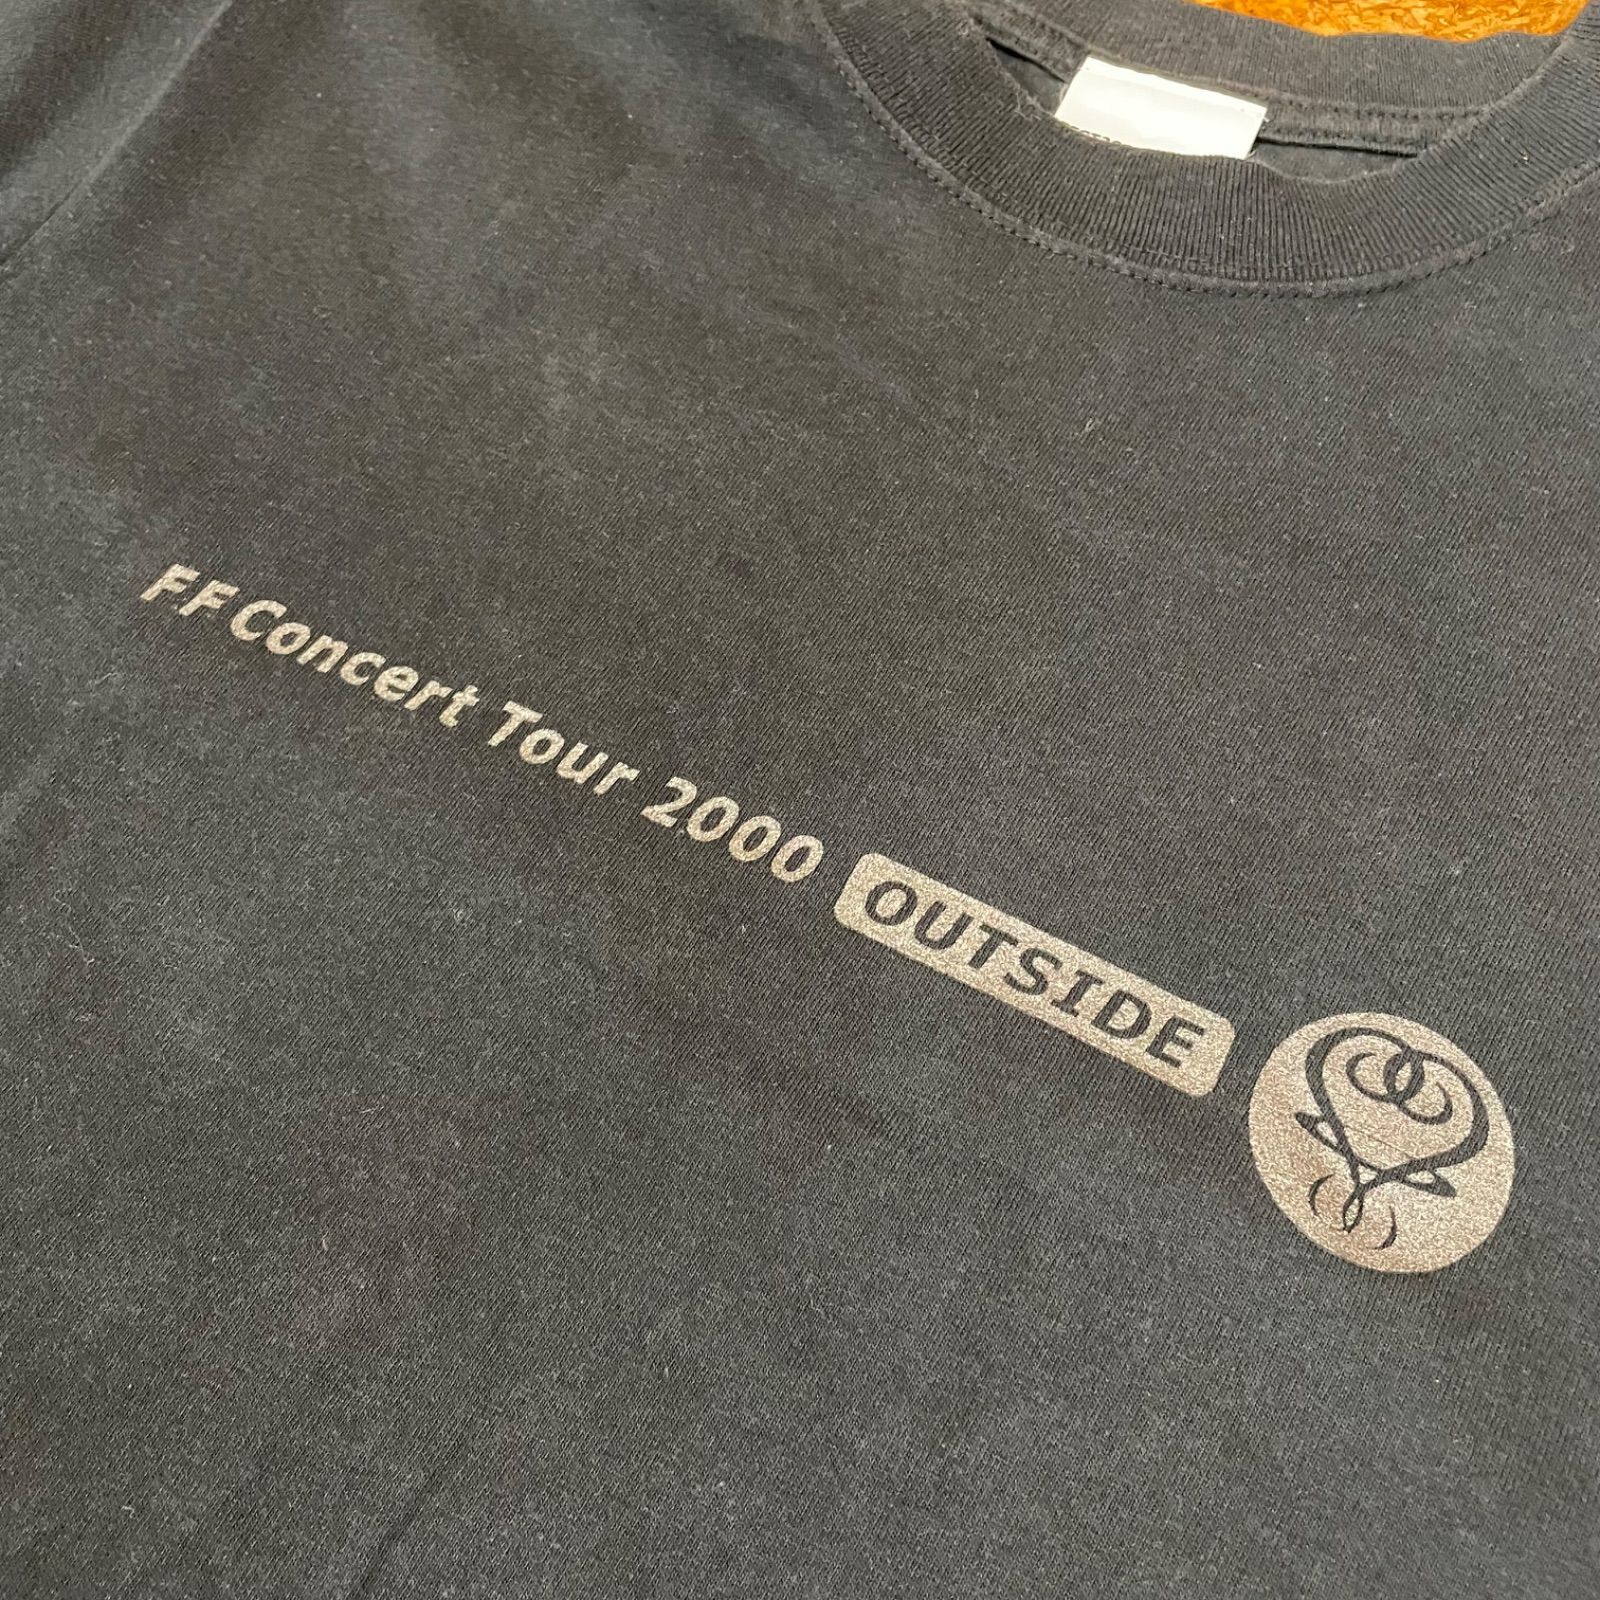 F.F Concert Tour 2000 OUTSIDE